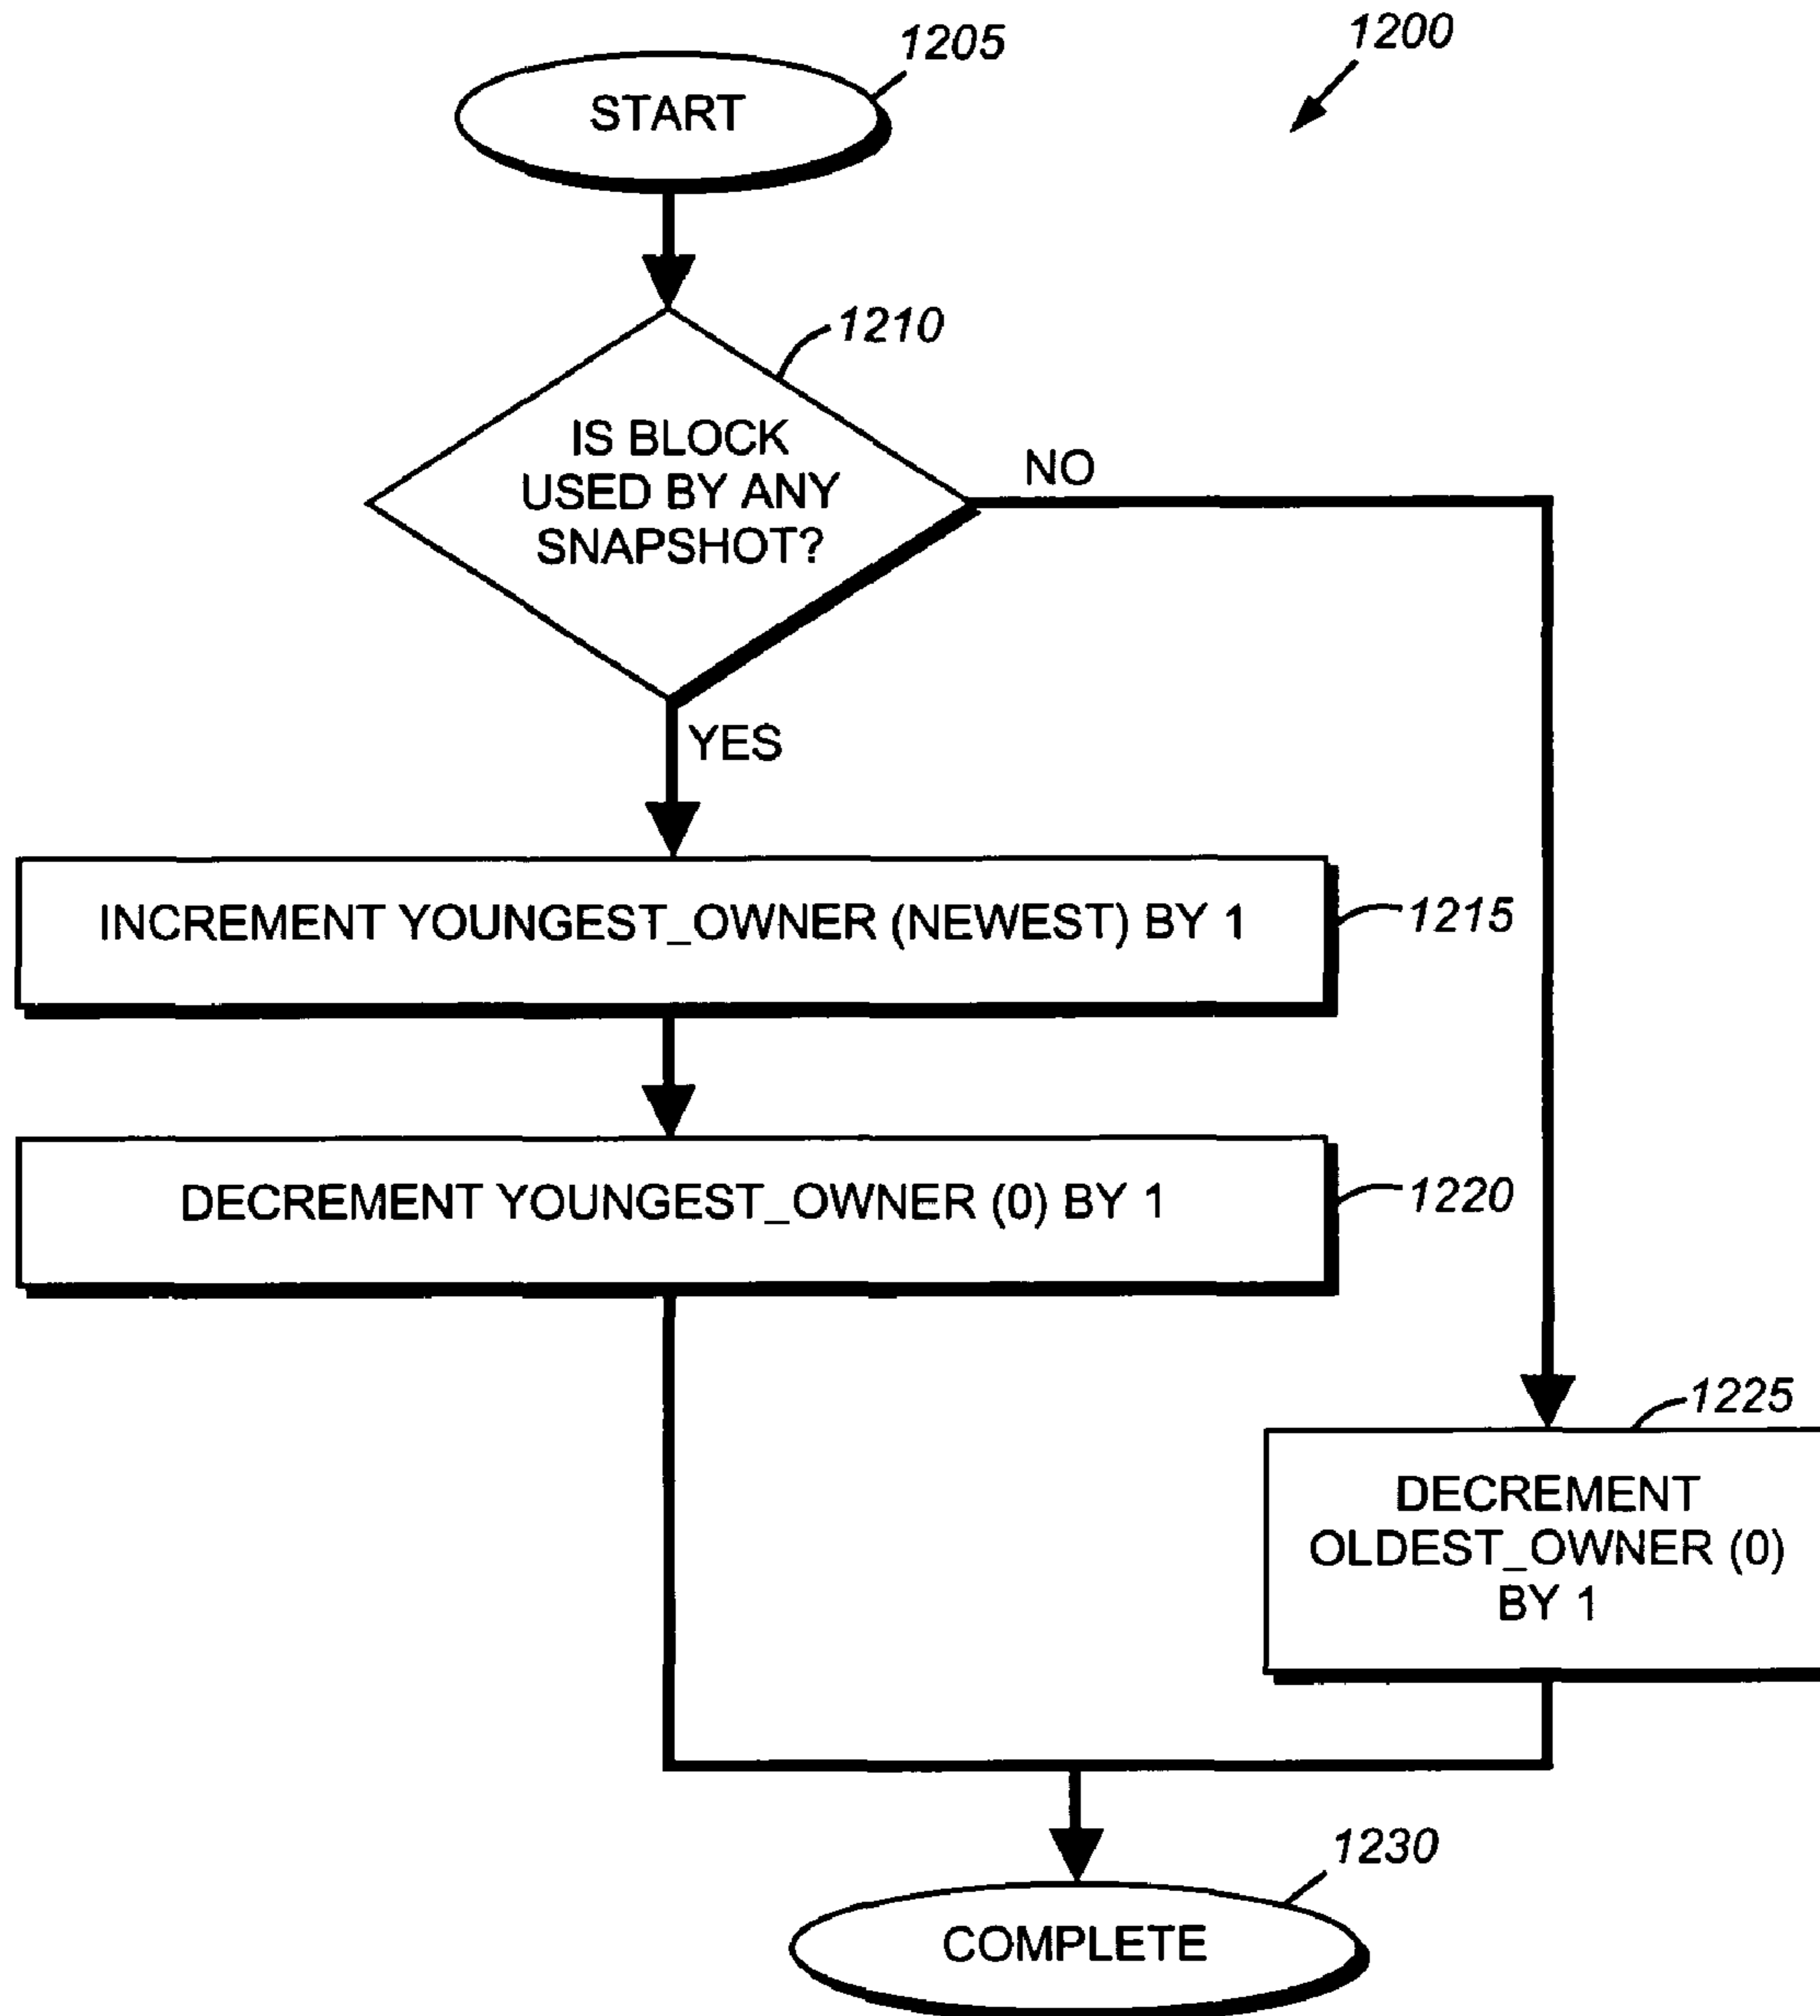 1200
1205
START
1210
IS BLOCK
USED BY ANY
SNAPSHOT?
NO
YES
INCREMENT YOUNGEST_OWNER (NEWEST) BY 1
1215
DECREMENT YOUNGEST_OWNER (0) BY 1
1220
1225
DECREMENT
OLDEST_OWNER (0)
BY 1
1230
COMPLETE